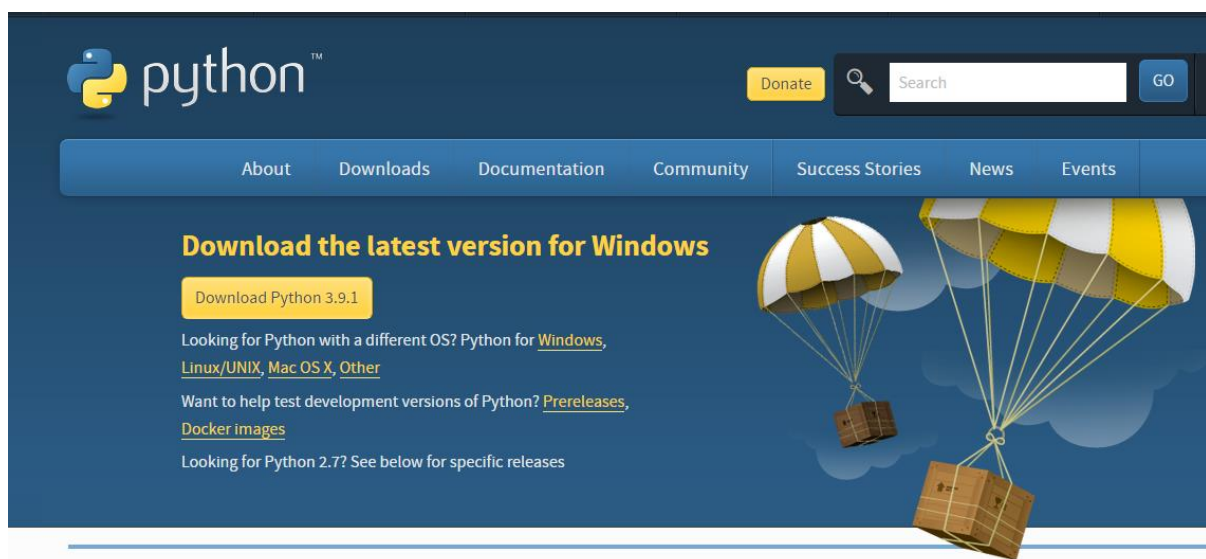 python™
Donate
Search
GO
About Downloads Documentation Community Success Stories News Events
Download the latest version for Windows
Download Python 3.9.1
Looking for Python with a different OS? Python for Windows,
Linux/UNIX, Mac OS X, Other
Want to help test development versions of Python? Prereleases,
Docker images
Looking for Python 2.7? See below for specific releases